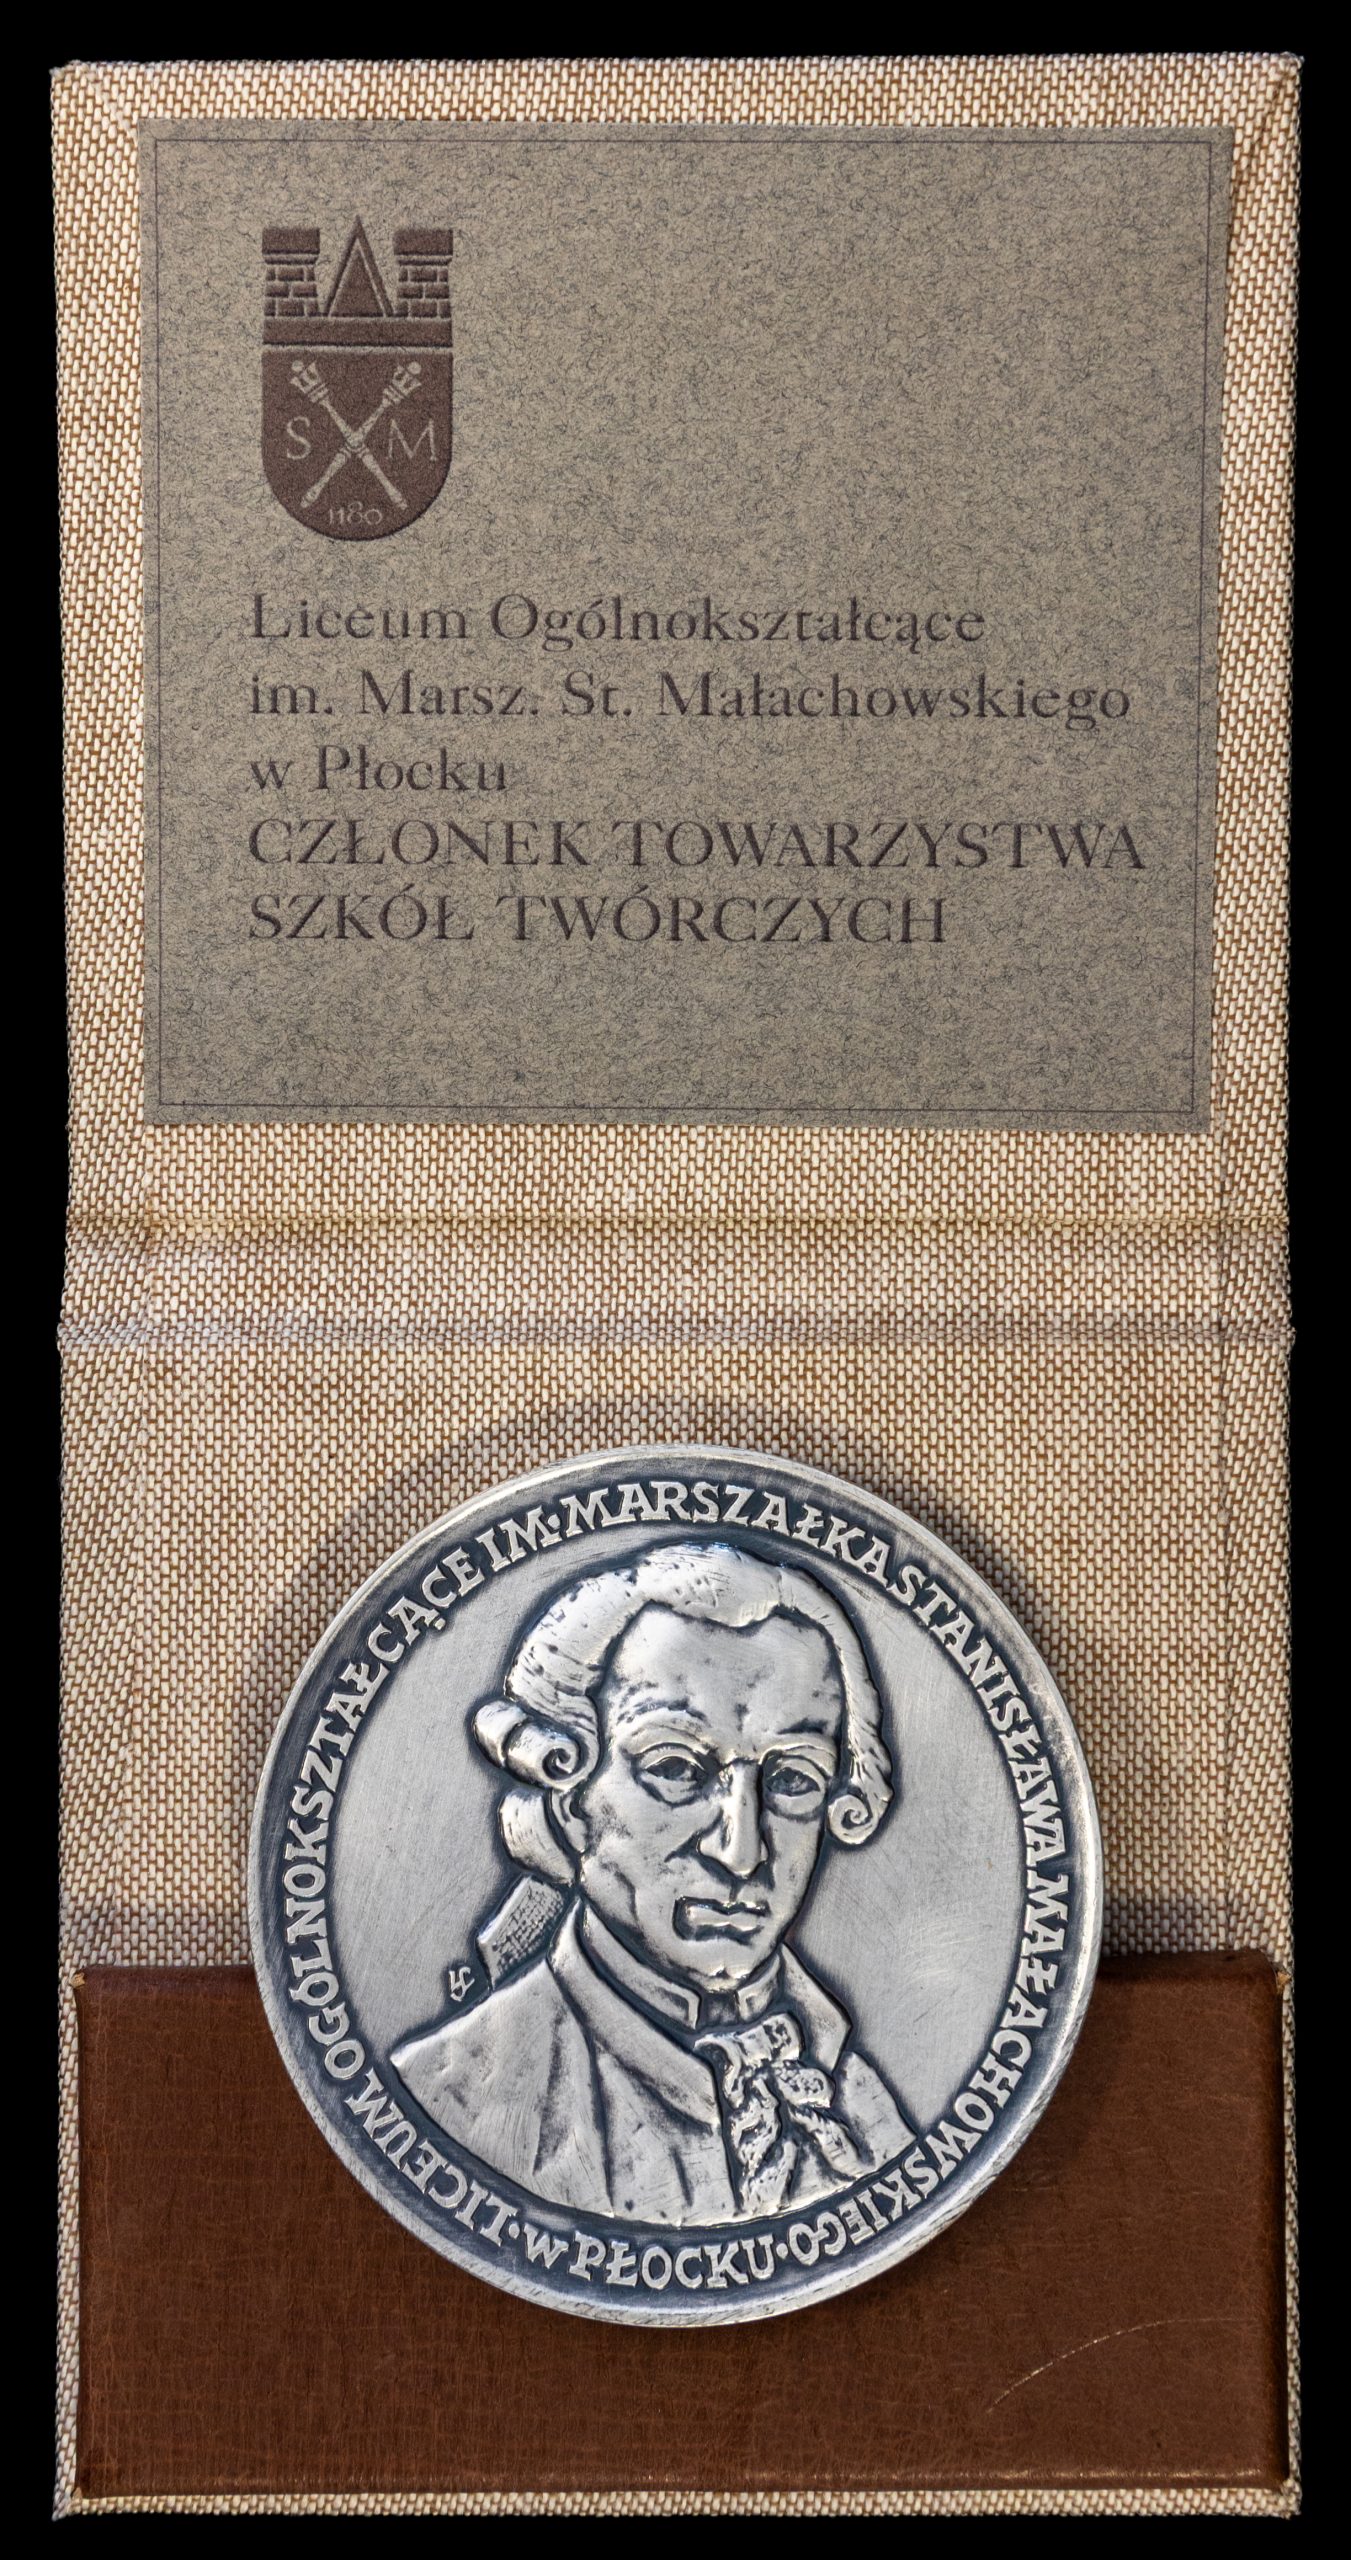 S M
1180
Liceum Ogólnokształcące
im. Marsz. St. Małachowskiego
w Płocku
CZŁONEK TOWARZYSTWA
SZKÓŁ TWÓRCZYCH
LICEUM OGÓLNOKSZTAŁCĄCE IM·MARSZAŁKA STANISŁAWA MAŁACHOWSKIEGO·
W PŁOCKU·